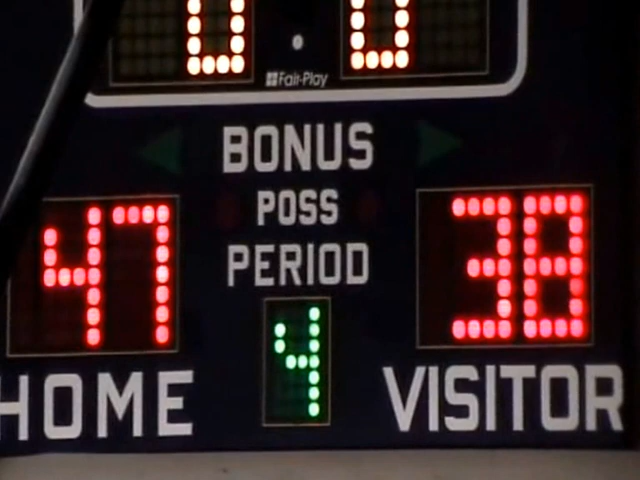 0.0
Fair-Play
BONUS
POSS
PERIOD
47 4 38
HOME VISITOR